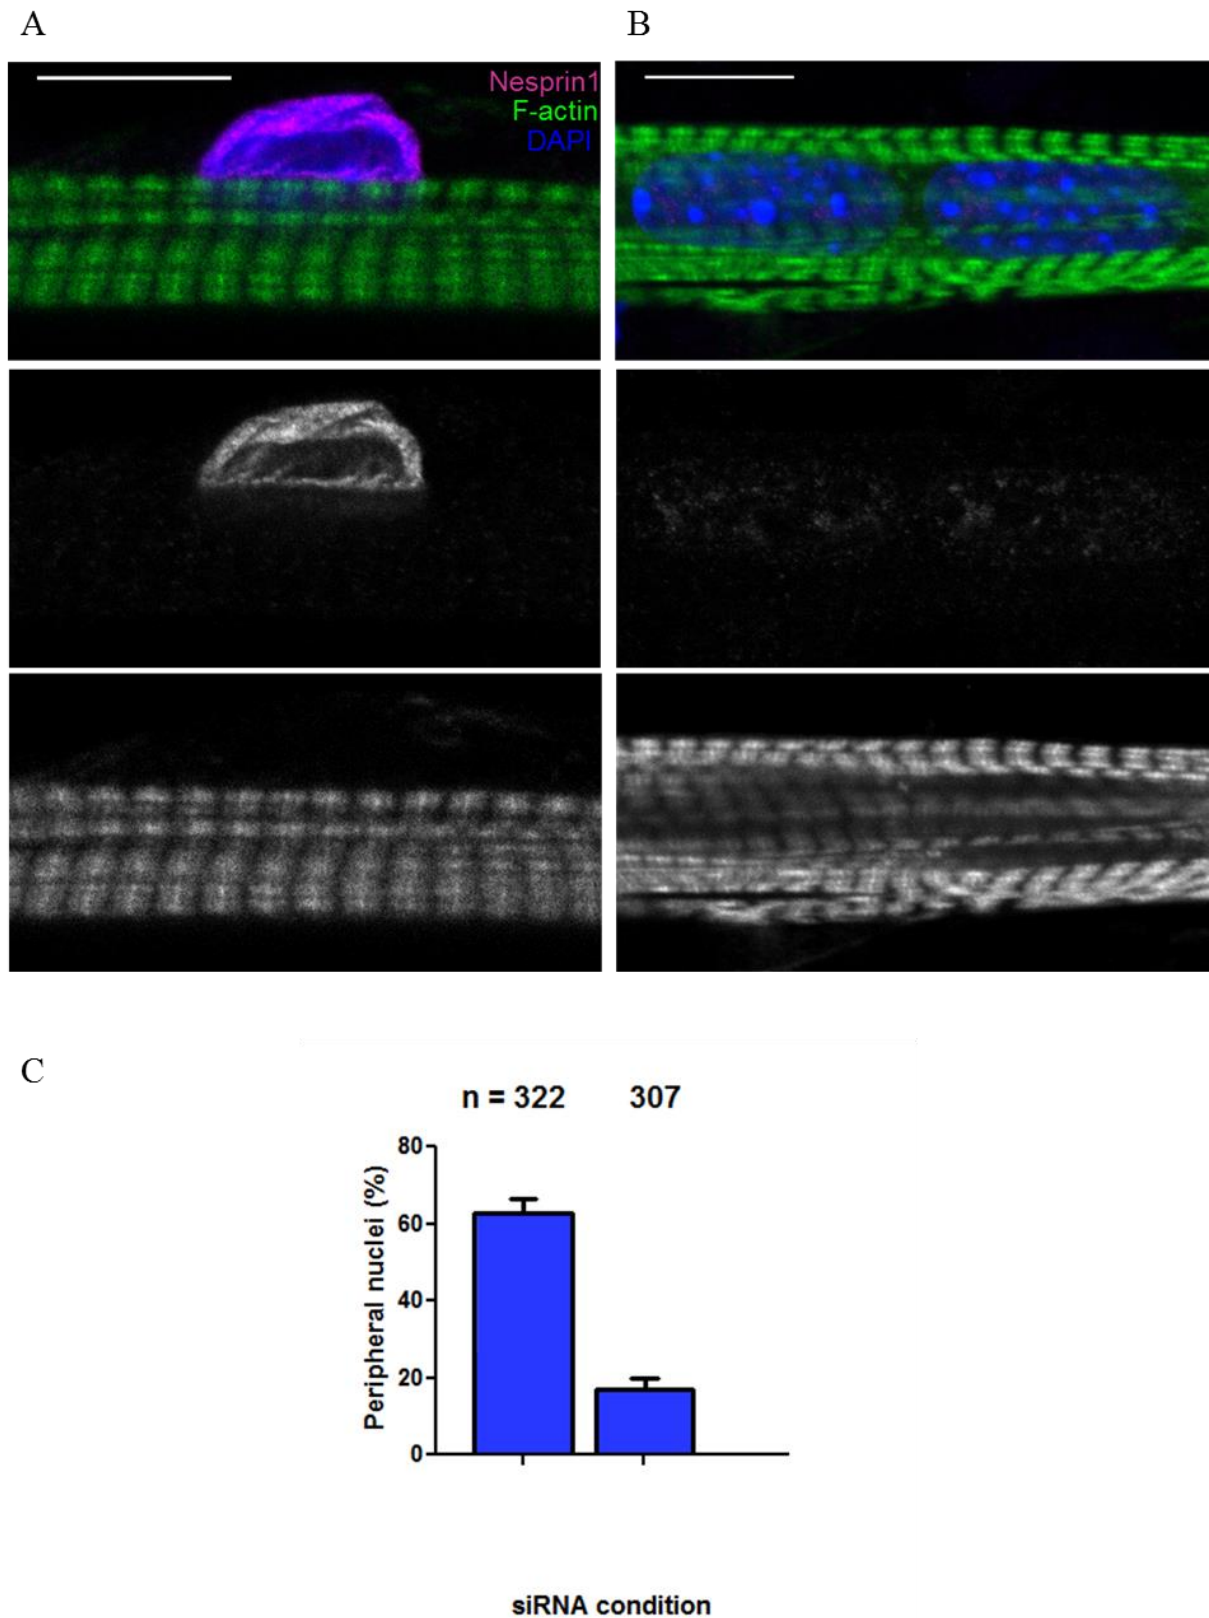 A
B
Nesprin1
F-actin
DAPI
C
n = 322 307
Peripheral nuclei (%)
80
60
40
20
0
siRNA condition